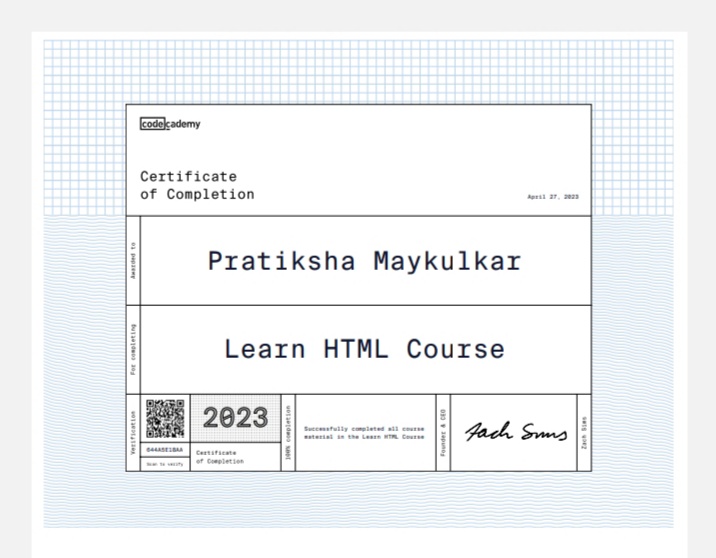 codecademy
Certificate
of Completion
April 27, 2023
Awarded to
Pratiksha Maykulkar
For completing
Learn HTML Course
Verification
Scan to verify
2023
Certificate
of Completion
100% completion
Successfully completed all course
material in the Learn HTML Course
Founder & CEO
Zach Sims
Zach Sims